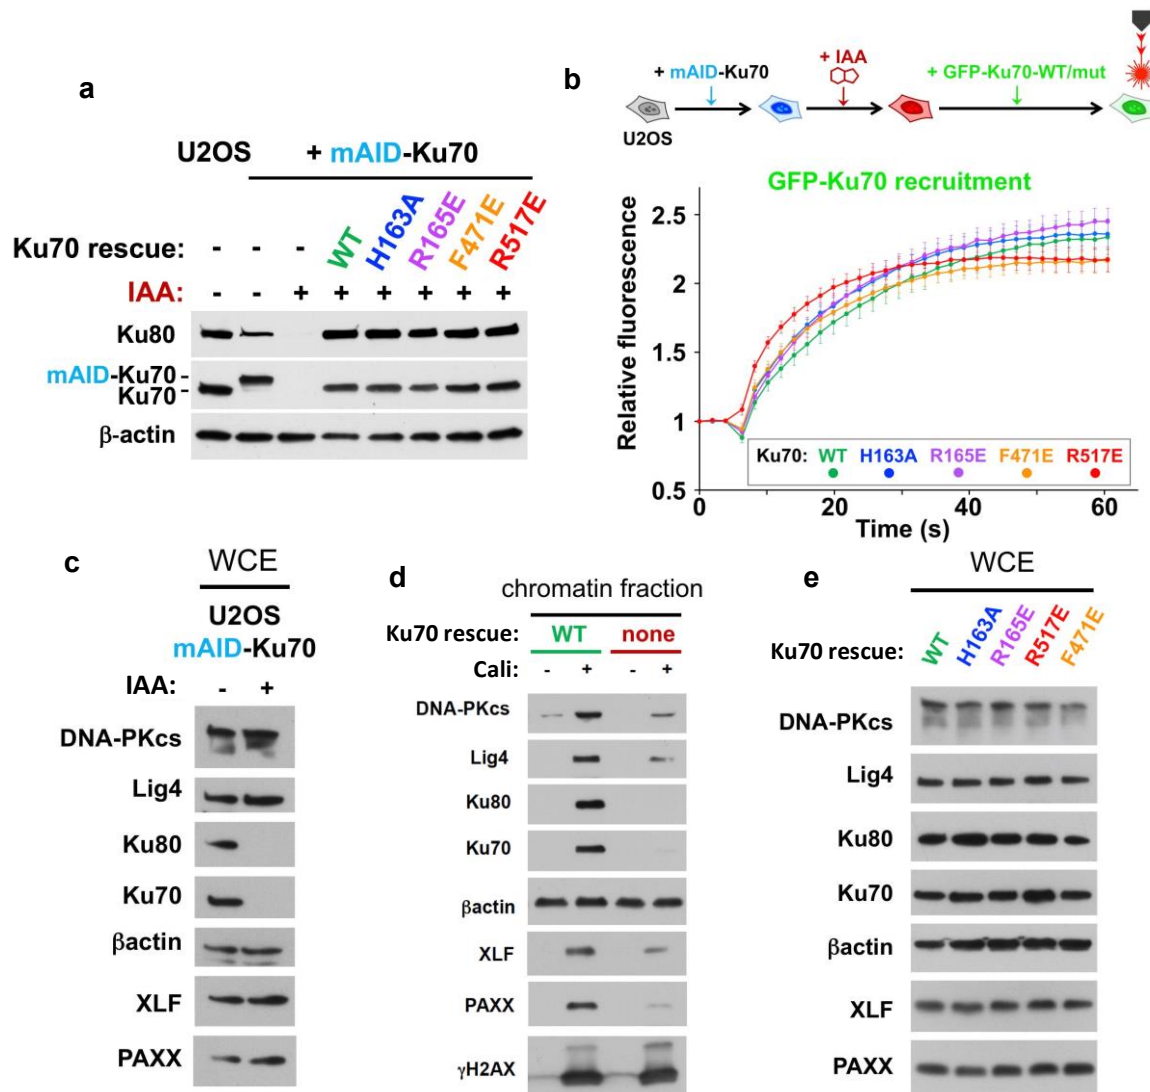 a
U2OS + mAID-Ku70
Ku70 rescue: - - - WT H163A R165E F471E R517E
IAA: - - + + + + + +
Ku80
mAID-Ku70 -
Ku70 -
β-actin
b
+ mAID-Ku70
+ IAA
+ GFP-Ku70-WT/mut
U2OS
GFP-Ku70 recruitment
Relative fluorescence
2.5
2
1.5
1
0.5
Ku70: WT H163A R165E F471E R517E
0 20 40 60
Time (s)
c
WCE
U2OS
mAID-Ku70
IAA: - +
DNA-PKcs
Lig4
Ku80
Ku70
βactin
XLF
PAXX
d
chromatin fraction
Ku70 rescue: WT none
Cali: - + - +
DNA-PKcs
Lig4
Ku80
Ku70
βactin
XLF
PAXX
γH2AX
e
WCE
Ku70 rescue: WT H163A R165E R517E F471E
DNA-PKcs
Lig4
Ku80
Ku70
βactin
XLF
PAXX